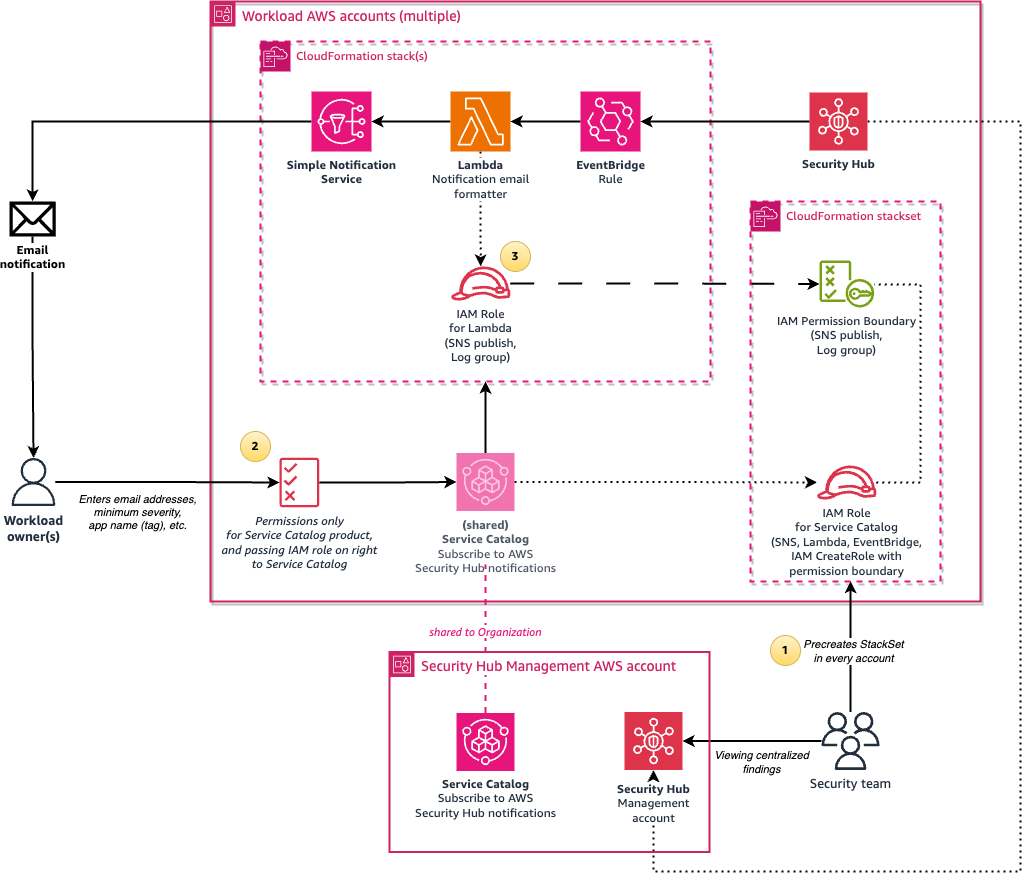 Workload AWS accounts (multiple)
CloudFormation stack(s)
Simple Notification
Service
Lambda
Notification email
formatter
EventBridge
Rule
Security Hub
Email
notification
CloudFormation stackset
3
IAM Role
for Lambda
(SNS publish,
Log group)
IAM Permission Boundary
(SNS publish,
Log group)
2
Workload
owner(s)
Enters email addresses,
minimum severity,
app name (tag), etc.
Permissions only
for Service Catalog product,
and passing IAM role on right
to Service Catalog
(shared)
Service Catalog
Subscribe to AWS
Security Hub notifications
IAM Role
for Service Catalog
(SNS, Lambda, EventBridge,
IAM CreateRole with
permission boundary
shared to Organization
1
Precreates StackSet
in every account
Security Hub Management AWS account
Service Catalog
Subscribe to AWS
Security Hub notifications
Security Hub
Management
account
Viewing centralized
findings
Security team